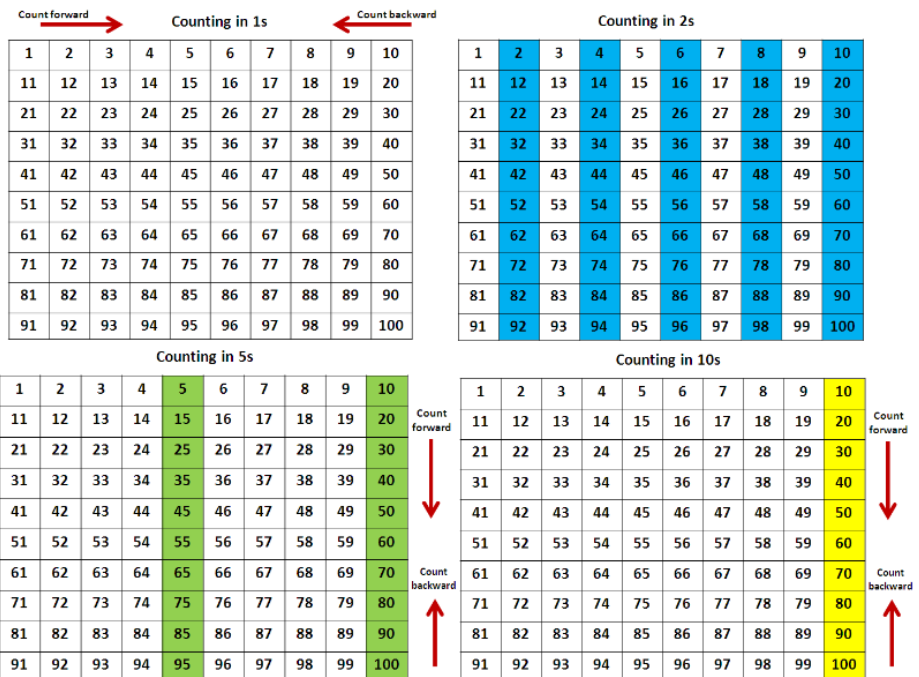 Count forward
Counting in 1s
Count backward
1 2 3 4 5 6 7 8 9 10
11 12 13 14 15 16 17 18 19 20
21 22 23 24 25 26 27 28 29 30
31 32 33 34 35 36 37 38 39 40
41 42 43 44 45 46 47 48 49 50
51 52 53 54 55 56 57 58 59 60
61 62 63 64 65 66 67 68 69 70
71 72 73 74 75 76 77 78 79 80
81 82 83 84 85 86 87 88 89 90
91 92 93 94 95 96 97 98 99 100
Counting in 2s
1 2 3 4 5 6 7 8 9 10
11 12 13 14 15 16 17 18 19 20
21 22 23 24 25 26 27 28 29 30
31 32 33 34 35 36 37 38 39 40
41 42 43 44 45 46 47 48 49 50
51 52 53 54 55 56 57 58 59 60
61 62 63 64 65 66 67 68 69 70
71 72 73 74 75 76 77 78 79 80
81 82 83 84 85 86 87 88 89 90
91 92 93 94 95 96 97 98 99 100
Counting in 5s
1 2 3 4 5 6 7 8 9 10
11 12 13 14 15 16 17 18 19 20
21 22 23 24 25 26 27 28 29 30
31 32 33 34 35 36 37 38 39 40
41 42 43 44 45 46 47 48 49 50
51 52 53 54 55 56 57 58 59 60
61 62 63 64 65 66 67 68 69 70
71 72 73 74 75 76 77 78 79 80
81 82 83 84 85 86 87 88 89 90
91 92 93 94 95 96 97 98 99 100
Count
forward
Count
backward
Counting in 10s
1 2 3 4 5 6 7 8 9 10
11 12 13 14 15 16 17 18 19 20
21 22 23 24 25 26 27 28 29 30
31 32 33 34 35 36 37 38 39 40
41 42 43 44 45 46 47 48 49 50
51 52 53 54 55 56 57 58 59 60
61 62 63 64 65 66 67 68 69 70
71 72 73 74 75 76 77 78 79 80
81 82 83 84 85 86 87 88 89 90
91 92 93 94 95 96 97 98 99 100
Count
forward
Count
backward